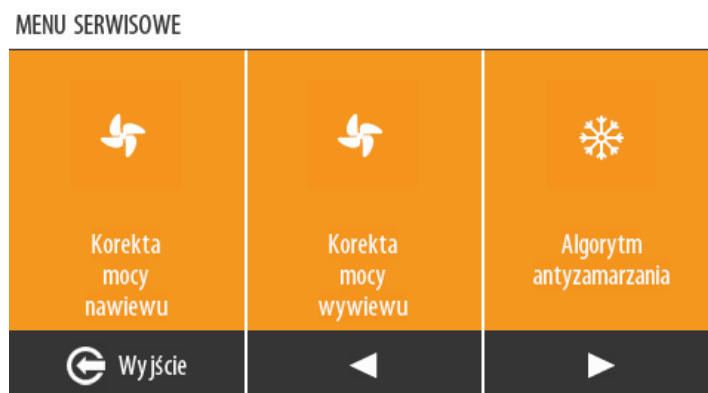 MENU SERWISOWE
Korekta
mocy
nawiewu
Korekta
mocy
wywiewu
Algorytm
antyzamarzania
Wyjście